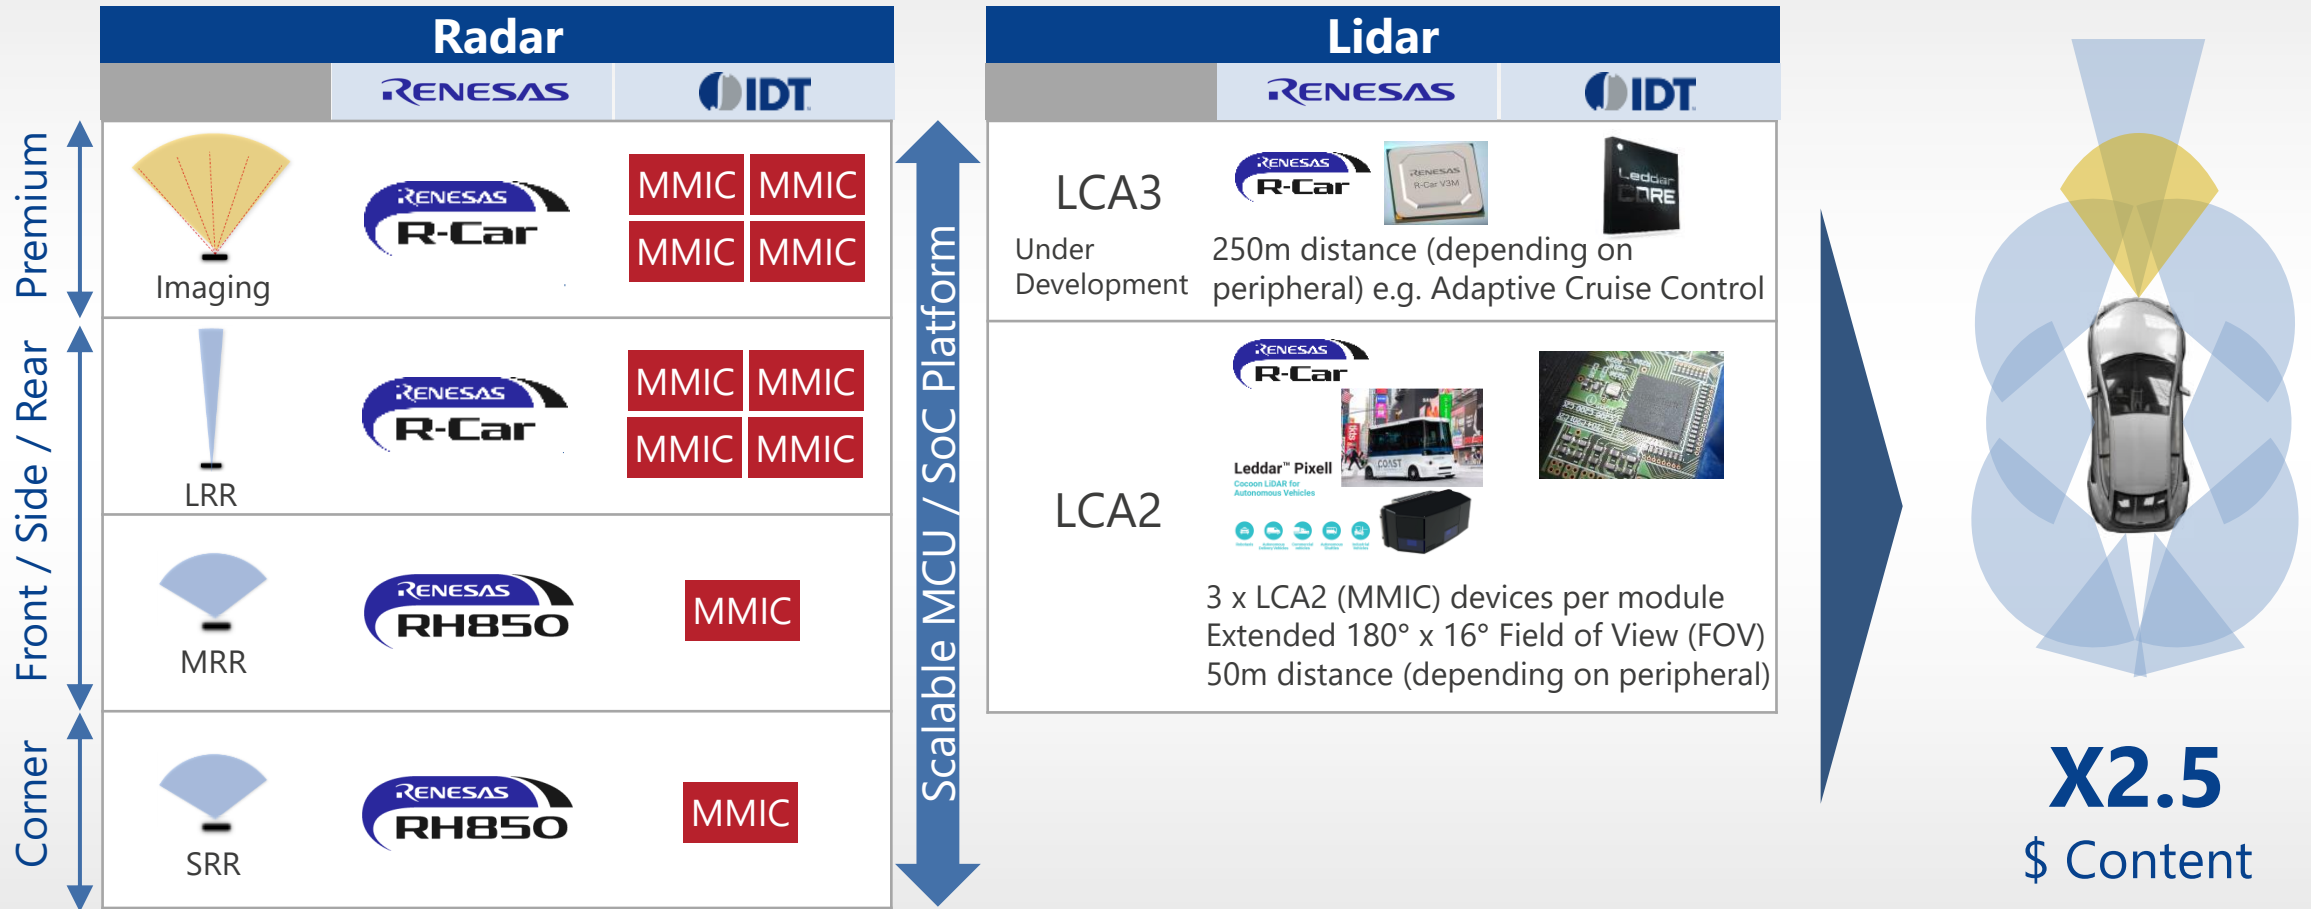 Radar
RENESAS
IDT
Premium
Imaging
RENESAS
R-Car
MMIC MMIC
MMIC MMIC
Front / Side / Rear
LRR
RENESAS
R-Car
MMIC MMIC
MMIC MMIC
MRR
RENESAS
RH850
MMIC
Corner
SRR
RENESAS
RH850
MMIC
Scalable MCU / SoC Platform
Lidar
RENESAS
IDT
LCA3
Under
Development
RENESAS
R-Car
RENESAS
R-Car V3M
Leddar
CORE
250m distance (depending on
peripheral) e.g. Adaptive Cruise Control
LCA2
RENESAS
R-Car
COAST
Leddar™ Pixell
Cocoon LiDAR for
Autonomous Vehicles
3 x LCA2 (MMIC) devices per module
Extended 180° x 16° Field of View (FOV)
50m distance (depending on peripheral)
X2.5
$ Content